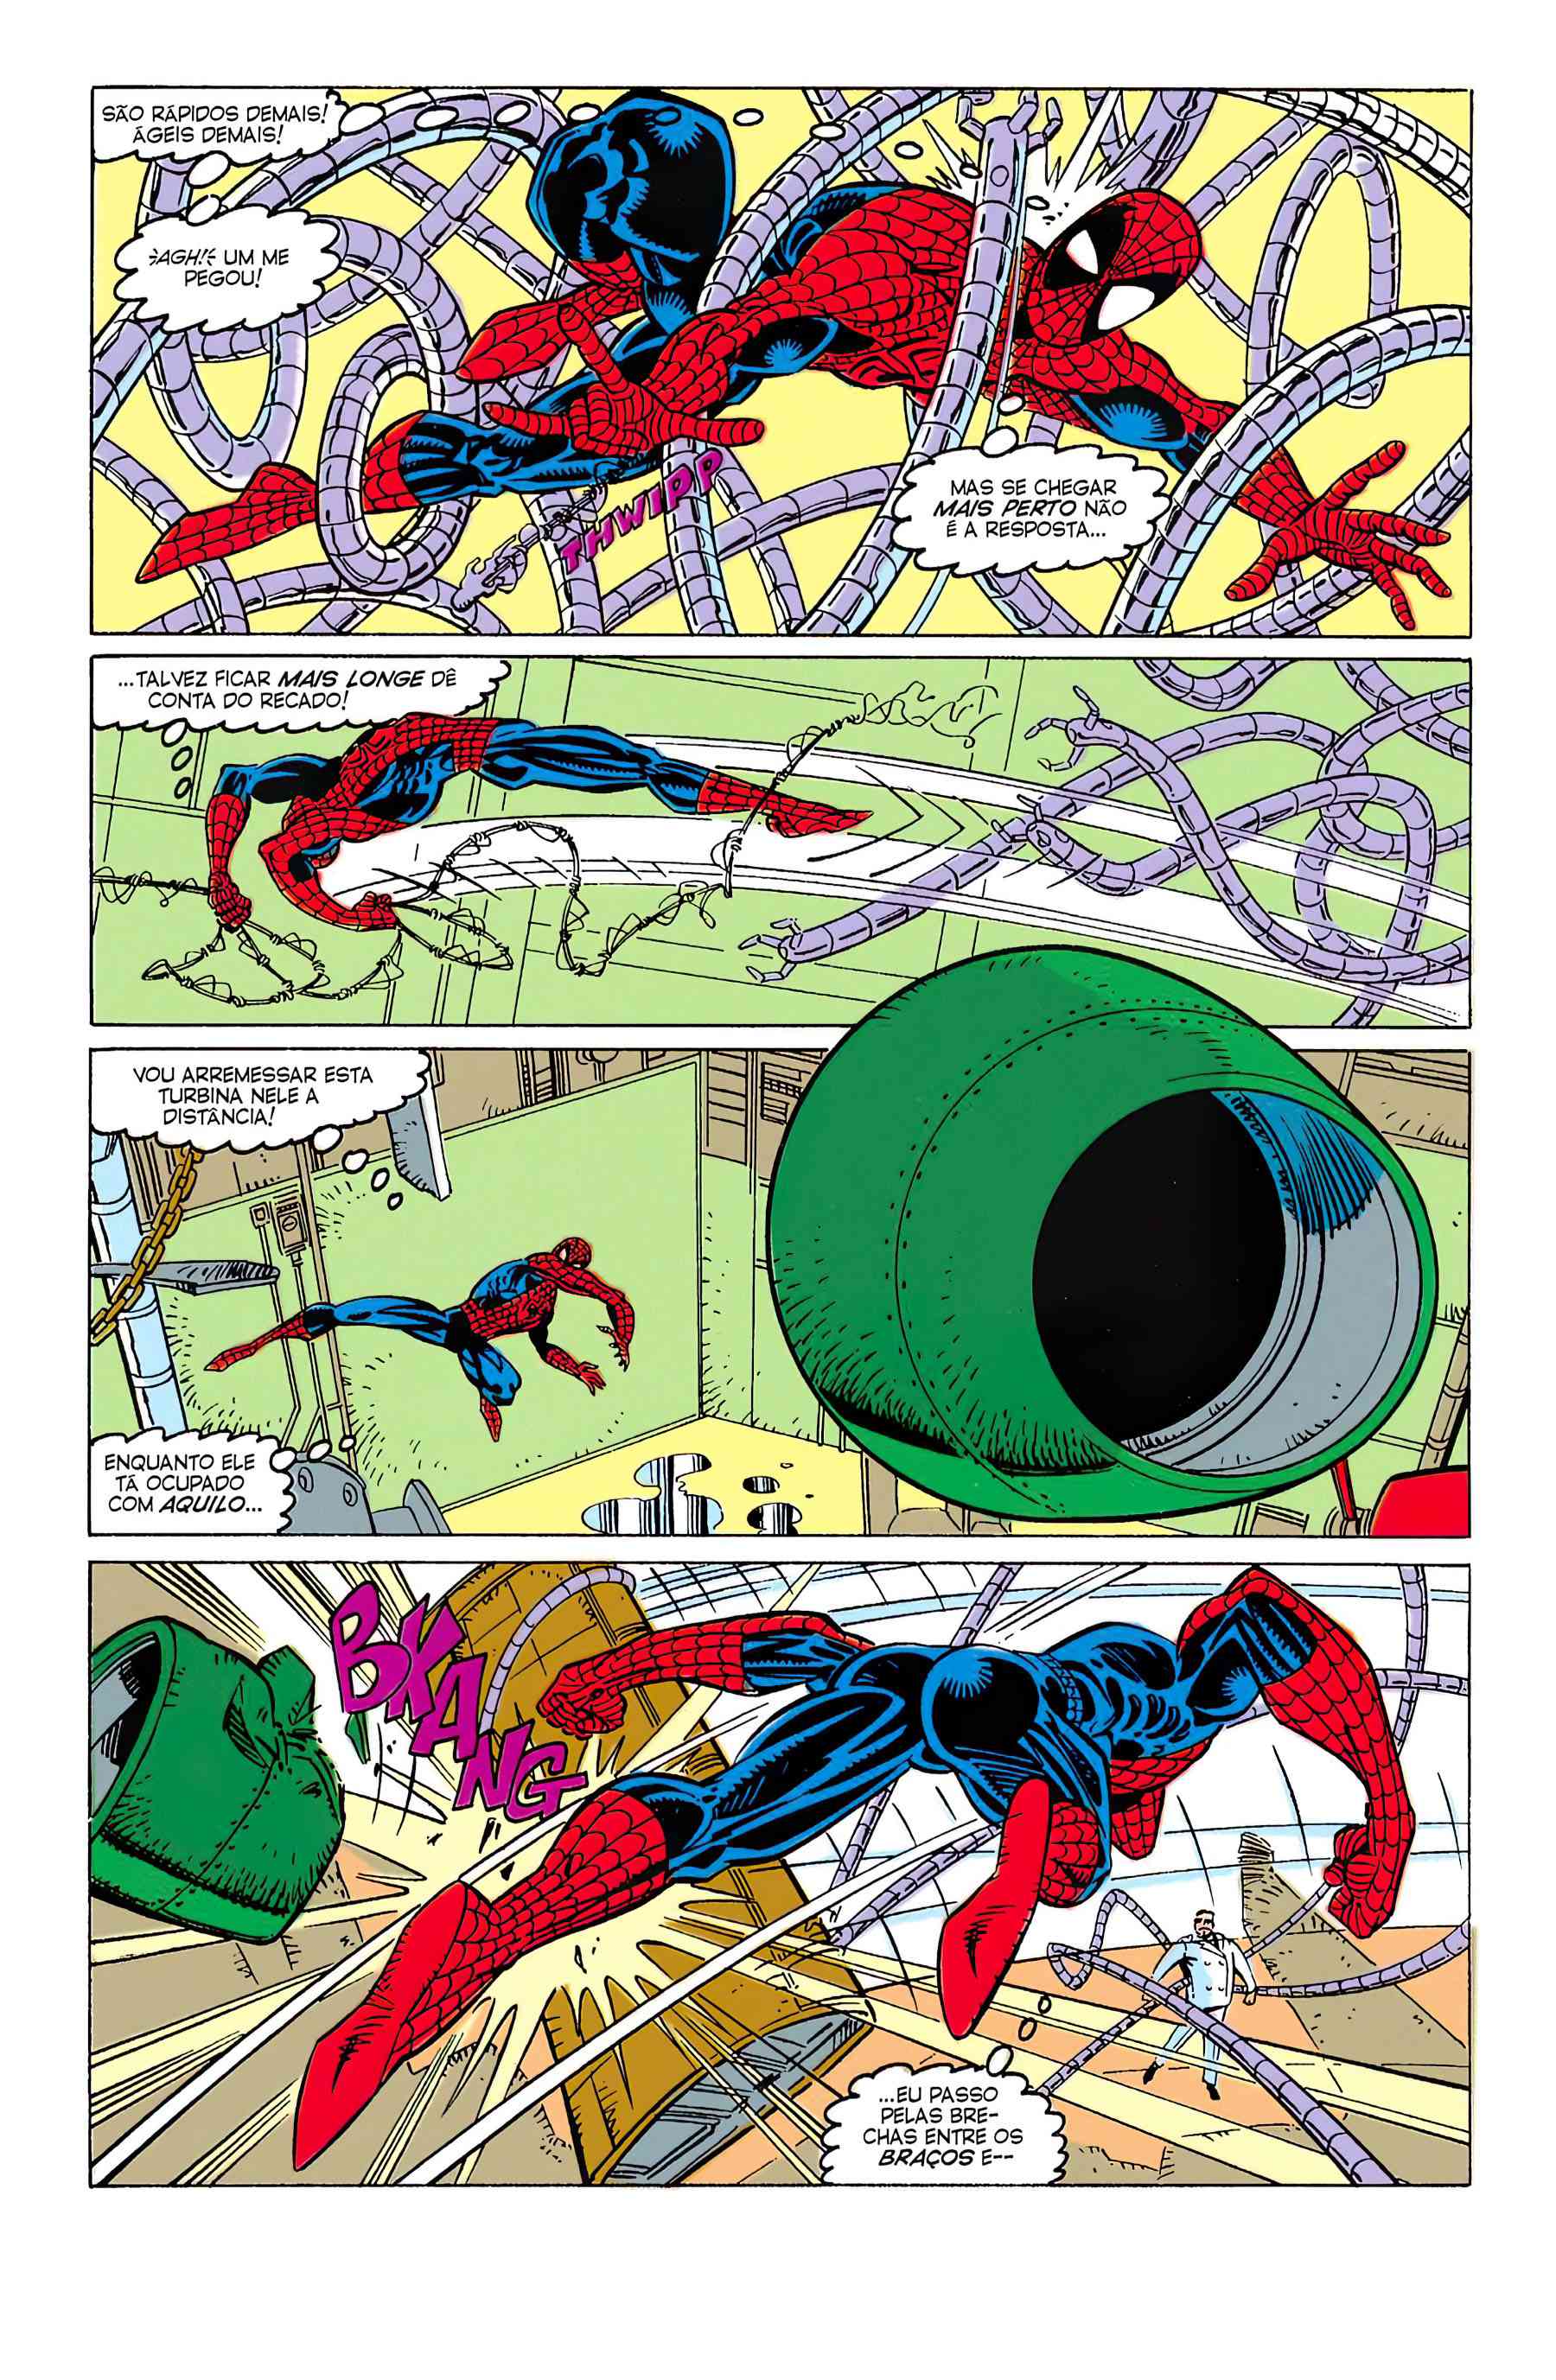 SÃO RÁPIDOS DEMAIS!
ÁGEIS DEMAIS!
AGH! UM ME
PEGOU!
THWIPP
MAS SE CHEGAR
MAIS PERTO NÃO
É A RESPOSTA...
...TALVEZ FICAR MAIS LONGE DÊ
CONTA DO RECADO!
VOU ARREMESSAR ESTA
TURBINA NELE A
DISTÂNCIA!
ENQUANTO ELE
TÁ OCUPADO
COM AQUILO...
BKANG
...EU PASSO
PELAS BRE-
CHAS ENTRE OS
BRAÇOS E--